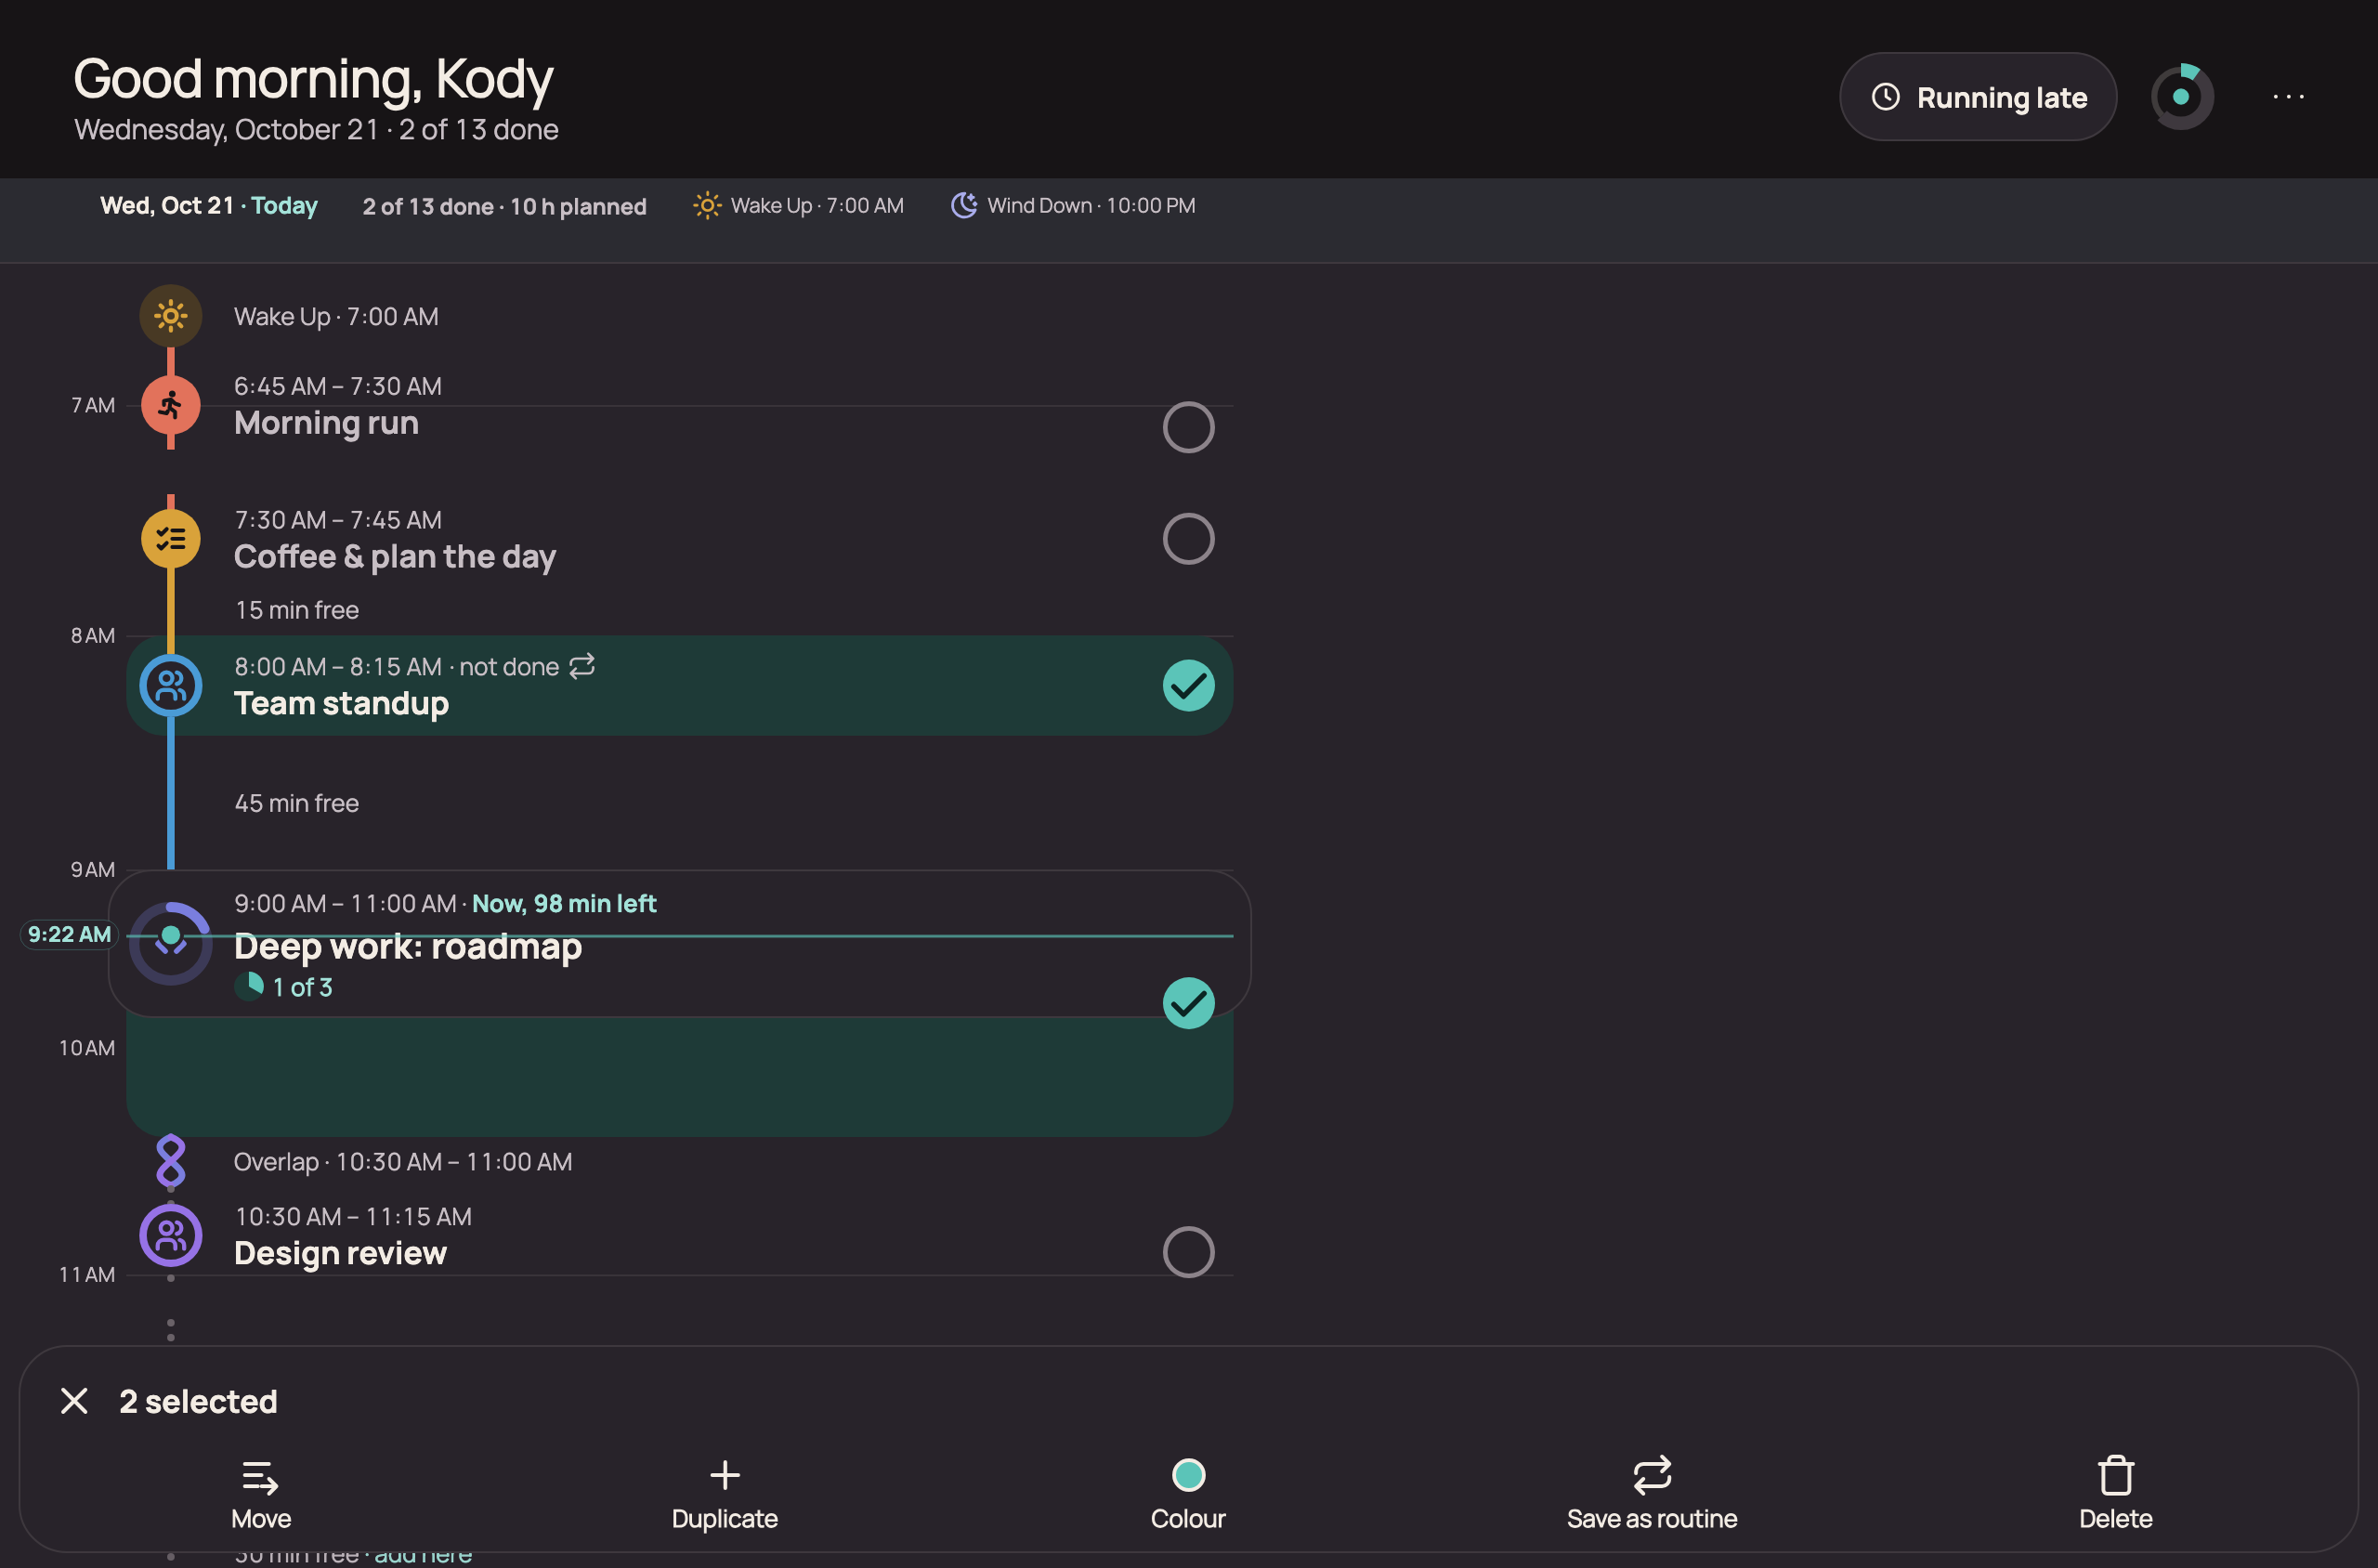 Good morning, Kody
Wednesday, October 21 · 2 of 13 done
Running late
Wed, Oct 21 · Today
2 of 13 done · 10 h planned
Wake Up · 7:00 AM
Wind Down · 10:00 PM
Wake Up · 7:00 AM
6:45 AM – 7:30 AM
7 AM
Morning run
7:30 AM – 7:45 AM
Coffee & plan the day
15 min free
8 AM
8:00 AM – 8:15 AM · not done
Team standup
45 min free
9 AM
9:00 AM – 11:00 AM · Now, 98 min left
9:22 AM
Deep work: roadmap
1 of 3
10 AM
Overlap · 10:30 AM – 11:00 AM
10:30 AM – 11:15 AM
Design review
11 AM
2 selected
Move
Duplicate
Colour
Save as routine
Delete
30 min free · add here